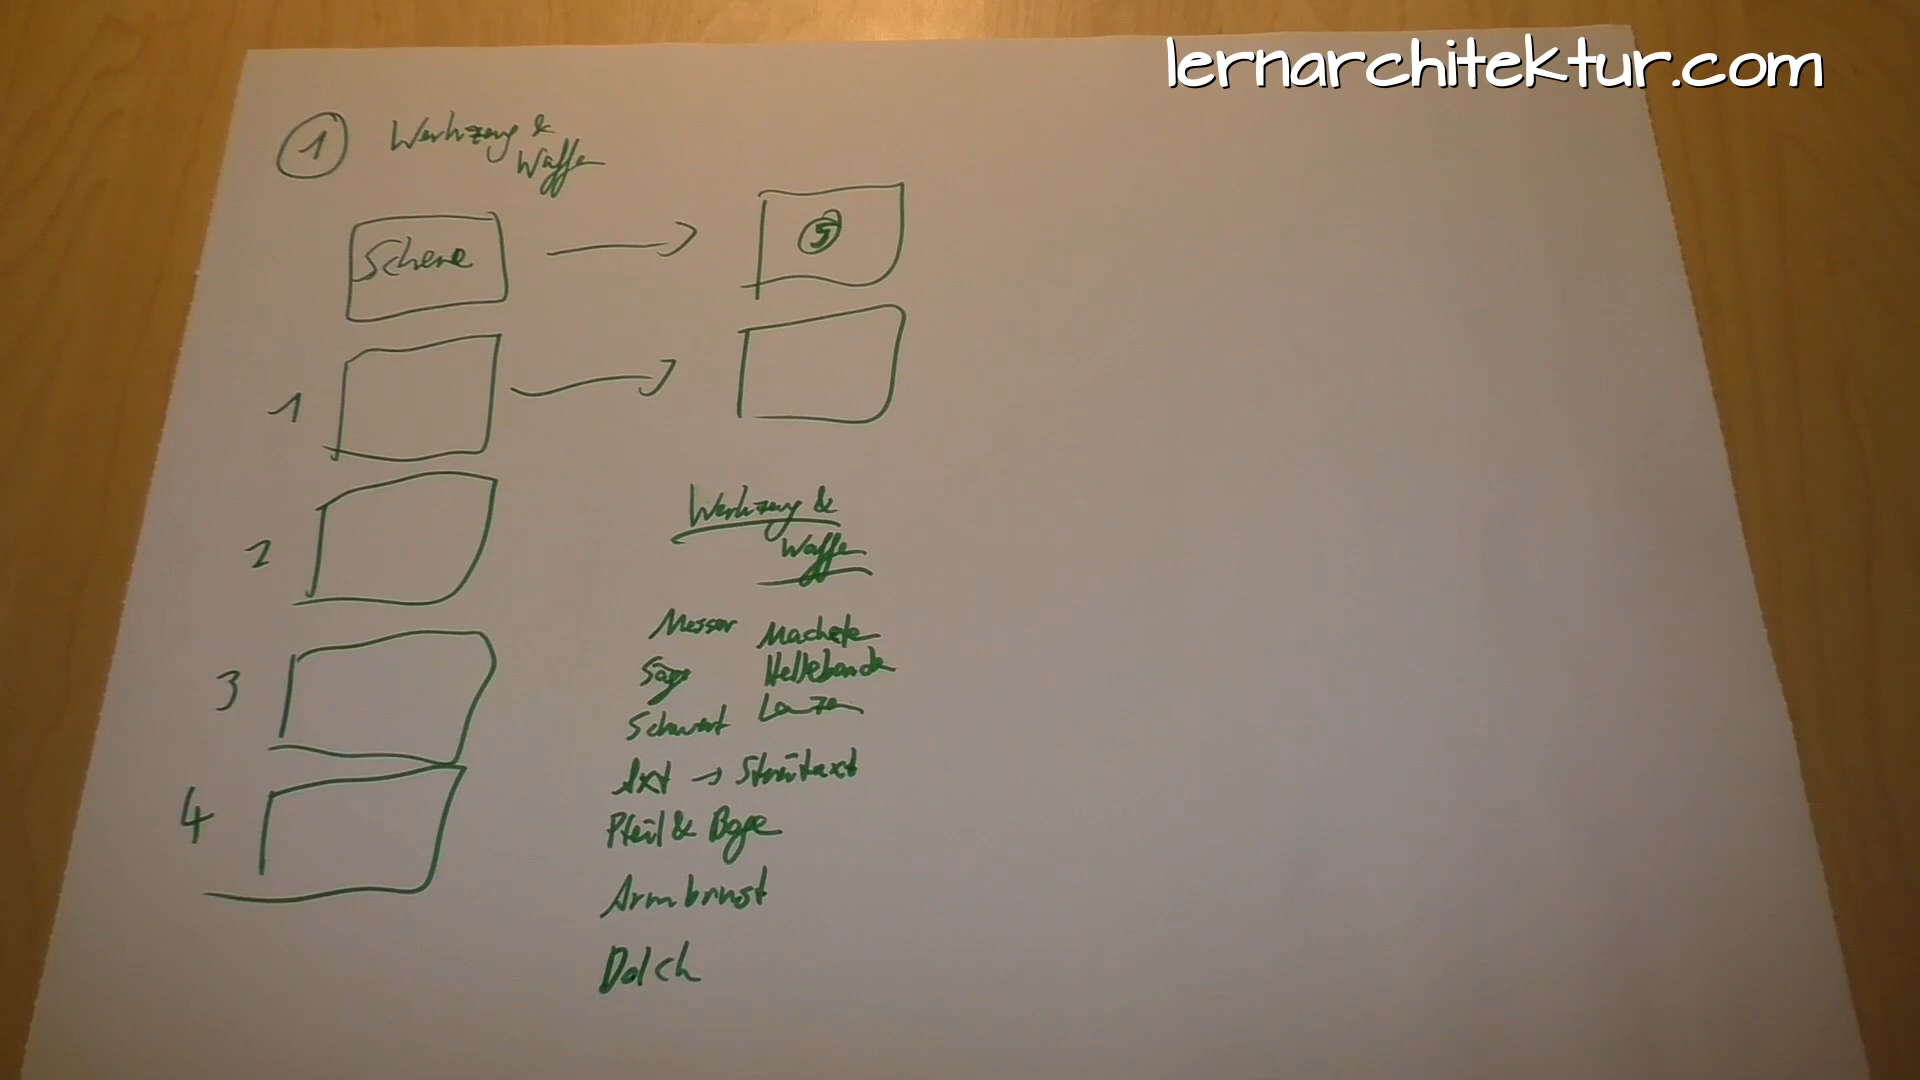 lernarchitektur.com
1 Werkzeug &
Waffe
Schere
5
1
2
3
4
Werkzeug &
Waffe
Messer Machete
Säge Hellebarde
Schwert Lanze
Axt → Streitaxt
Pfeil & Boge
Armbrust
Dolch